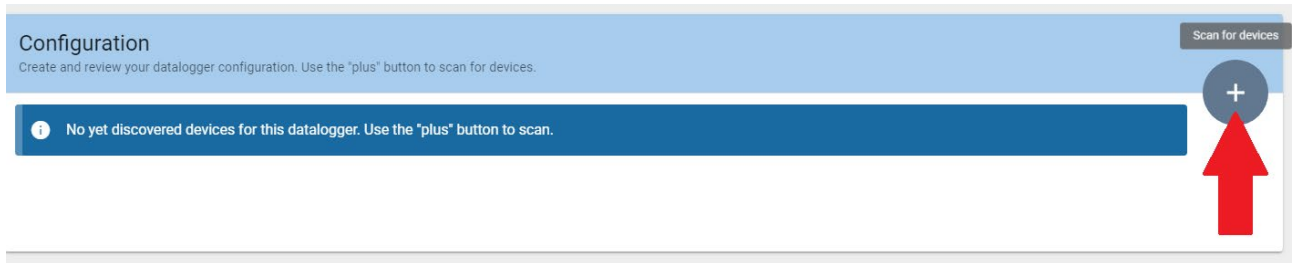 Configuration
Scan for devices
Create and review your datalogger configuration. Use the "plus" button to scan for devices.
No yet discovered devices for this datalogger. Use the "plus" button to scan.